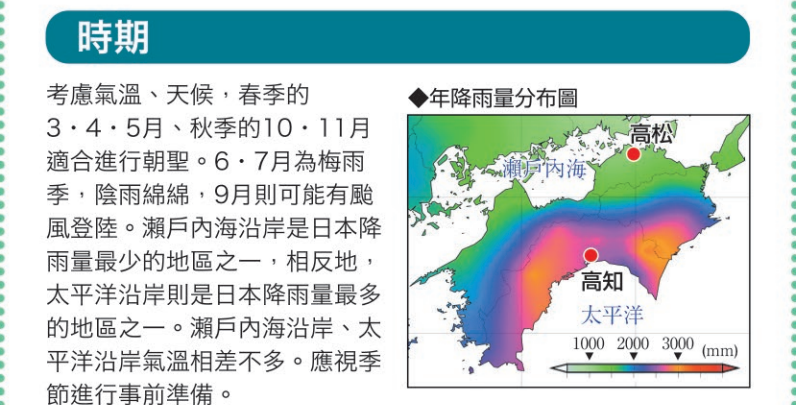 時期
考慮氣溫、天候，春季的
3・4・5月、秋季的10・11月
適合進行朝聖。6・7月為梅雨
季，陰雨綿綿，9月則可能有颱
風登陸。瀨戶內海沿岸是日本降
雨量最少的地區之一，相反地，
太平洋沿岸則是日本降雨量最多
的地區之一。瀨戶內海沿岸、太
平洋沿岸氣溫相差不多。應視季
節進行事前準備。
◆年降雨量分布圖
高松
瀨戶內海
高知
太平洋
1000 2000 3000 (mm)